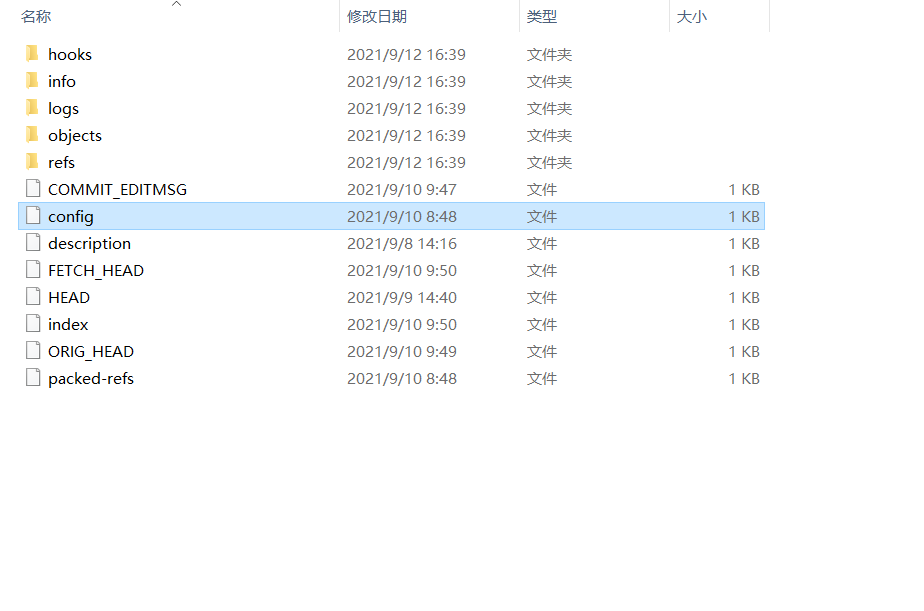 名称 修改日期 类型 大小
hooks 2021/9/12 16:39 文件夹
info 2021/9/12 16:39 文件夹
logs 2021/9/12 16:39 文件夹
objects 2021/9/12 16:39 文件夹
refs 2021/9/12 16:39 文件夹
COMMIT_EDITMSG 2021/9/10 9:47 文件 1 KB
config 2021/9/10 8:48 文件 1 KB
description 2021/9/8 14:16 文件 1 KB
FETCH_HEAD 2021/9/10 9:50 文件 1 KB
HEAD 2021/9/9 14:40 文件 1 KB
index 2021/9/10 9:50 文件 1 KB
ORIG_HEAD 2021/9/10 9:49 文件 1 KB
packed-refs 2021/9/10 8:48 文件 1 KB